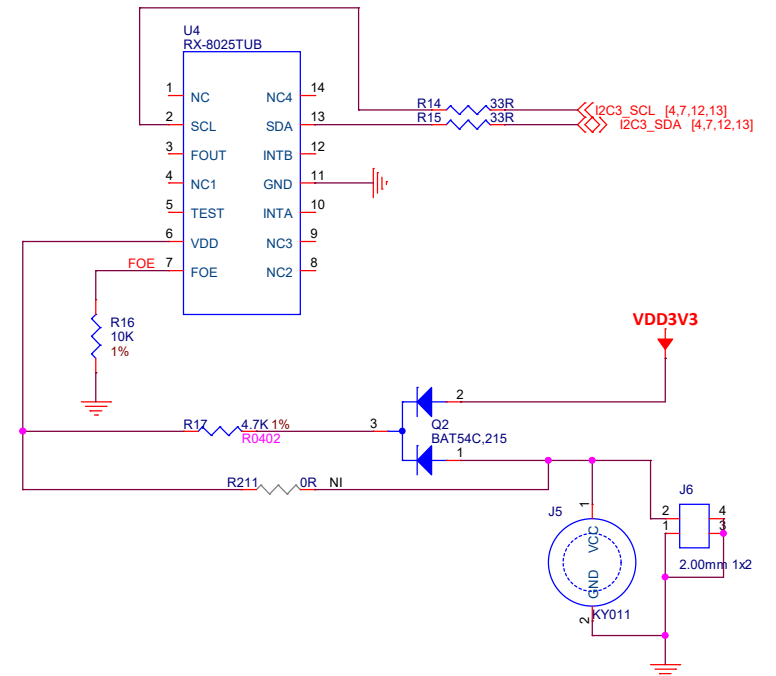 U4
RX-8025TUB
1 NC NC4 14
2 SCL SDA 13
3 FOUT INTB 12
4 NC1 GND 11
5 TEST INTA 10
6 VDD NC3 9
7 FOE NC2 8
FOE
R14 33R
R15 33R
I2C3_SCL [4,7,12,13]
I2C3_SDA [4,7,12,13]
R16
10K
1%
VDD3V3
R17 4.7K 1%
R0402
3
2
Q2
BAT54C,215
1
R211 0R NI
J5
1
VCC
GND
2
KY011
J6
2 4
1 3
2.00mm 1x2